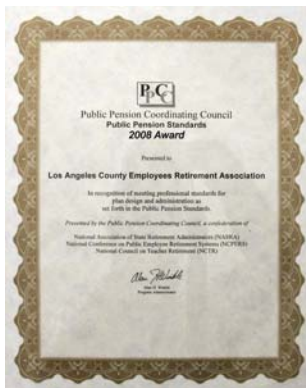 PPCC
Public Pension Coordinating Council
Public Pension Standards
2008 Award
Presented to
Los Angeles County Employees Retirement Association
In recognition of meeting professional standards for
plan design and administration as
set forth in the Public Pension Standards.
Presented by the Public Pension Coordinating Council, a confederation of
National Association of State Retirement Administrators (NASRA)
National Conference on Public Employee Retirement Systems (NCPERS)
National Council on Teacher Retirement (NCTR)
Alan H. Winkle
Program Administrator